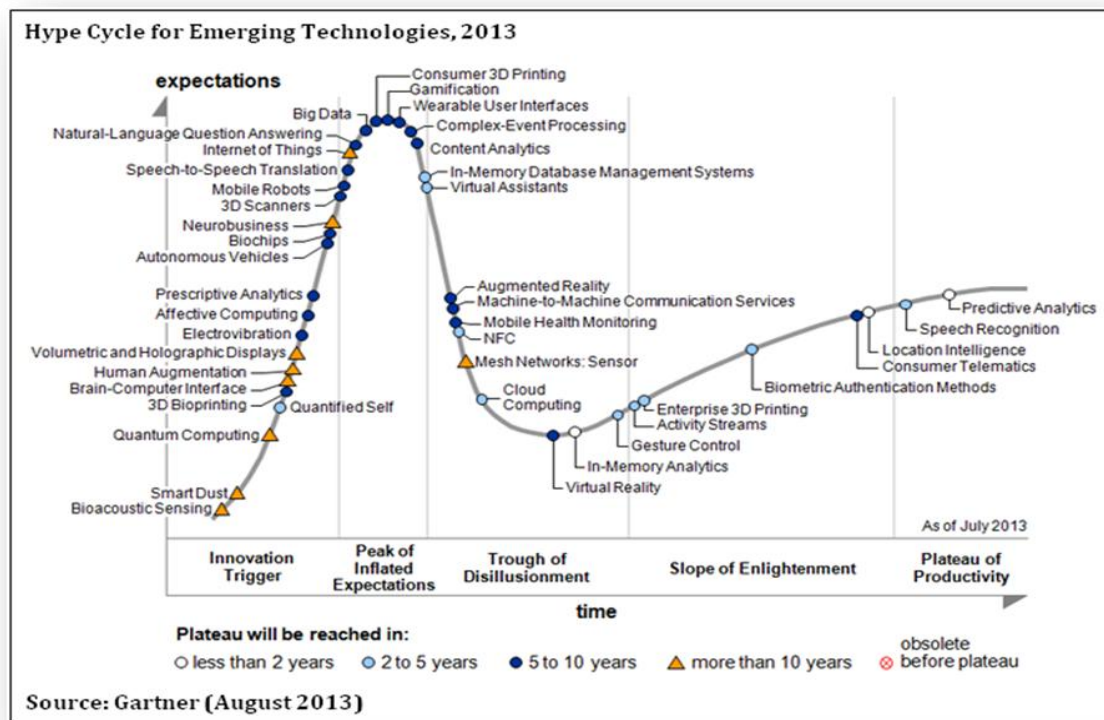 Hype Cycle for Emerging Technologies, 2013
expectations
Consumer 3D Printing
Gamification
Wearable User Interfaces
Big Data
Complex-Event Processing
Natural-Language Question Answering
Internet of Things
Content Analytics
Speech-to-Speech Translation
In-Memory Database Management Systems
Mobile Robots
Virtual Assistants
3D Scanners
Neurobusiness
Biochips
Autonomous Vehicles
Augmented Reality
Prescriptive Analytics
Machine-to-Machine Communication Services
Affective Computing
Mobile Health Monitoring
Electrovibration
NFC
Volumetric and Holographic Displays
Mesh Networks: Sensor
Human Augmentation
Brain-Computer Interface
3D Bioprinting
Quantified Self
Cloud
Computing
Quantum Computing
Smart Dust
Bioacoustic Sensing
Predictive Analytics
Speech Recognition
Location Intelligence
Consumer Telematics
Biometric Authentication Methods
Enterprise 3D Printing
Activity Streams
Gesture Control
In-Memory Analytics
Virtual Reality
As of July 2013
Innovation
Trigger
Peak of
Inflated
Expectations
Trough of
Disillusionment
Slope of Enlightenment
Plateau of
Productivity
time
Plateau will be reached in:
less than 2 years
2 to 5 years
5 to 10 years
more than 10 years
obsolete
before plateau
Source: Gartner (August 2013)